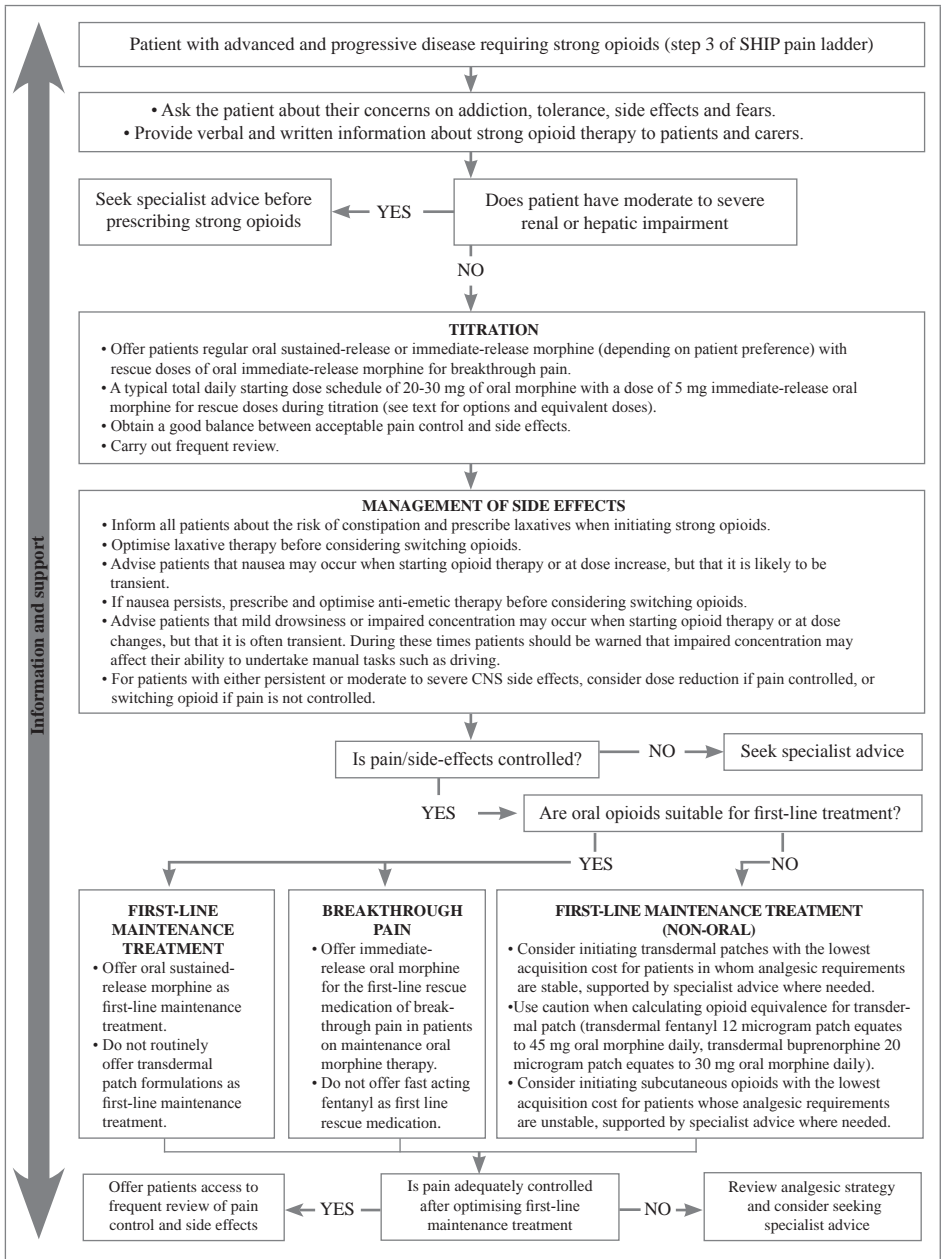 Patient with advanced and progressive disease requiring strong opioids (step 3 of SHIP pain ladder)
• Ask the patient about their concerns on addiction, tolerance, side effects and fears.
• Provide verbal and written information about strong opioid therapy to patients and carers.
Seek specialist advice before
prescribing strong opioids
YES
Does patient have moderate to severe
renal or hepatic impairment
NO
TITRATION
• Offer patients regular oral sustained-release or immediate-release morphine (depending on patient preference) with
rescue doses of oral immediate-release morphine for breakthrough pain.
• A typical total daily starting dose schedule of 20-30 mg of oral morphine with a dose of 5 mg immediate-release oral
morphine for rescue doses during titration (see text for options and equivalent doses).
• Obtain a good balance between acceptable pain control and side effects.
• Carry out frequent review.
MANAGEMENT OF SIDE EFFECTS
• Inform all patients about the risk of constipation and prescribe laxatives when initiating strong opioids.
• Optimise laxative therapy before considering switching opioids.
• Advise patients that nausea may occur when starting opioid therapy or at dose increase, but that it is likely to be
transient.
• If nausea persists, prescribe and optimise anti-emetic therapy before considering switching opioids.
• Advise patients that mild drowsiness or impaired concentration may occur when starting opioid therapy or at dose
changes, but that it is often transient. During these times patients should be warned that impaired concentration may
affect their ability to undertake manual tasks such as driving.
• For patients with either persistent or moderate to severe CNS side effects, consider dose reduction if pain controlled, or
switching opioid if pain is not controlled.
Information and support
Is pain/side-effects controlled?
NO
Seek specialist advice
YES
Are oral opioids suitable for first-line treatment?
YES
NO
FIRST-LINE
MAINTENANCE
TREATMENT
• Offer oral sustained-
release morphine as
first-line maintenance
treatment.
• Do not routinely
offer transdermal
patch formulations as
first-line maintenance
treatment.
BREAKTHROUGH
PAIN
• Offer immediate-
release oral morphine
for the first-line rescue
medication of break-
through pain in patients
on maintenance oral
morphine therapy.
• Do not offer fast acting
fentanyl as first line
rescue medication.
FIRST-LINE MAINTENANCE TREATMENT
(NON-ORAL)
• Consider initiating transdermal patches with the lowest
acquisition cost for patients in whom analgesic requirements
are stable, supported by specialist advice where needed.
•Use caution when calculating opioid equivalence for transder-
mal patch (transdermal fentanyl 12 microgram patch equates
to 45 mg oral morphine daily, transdermal buprenorphine 20
microgram patch equates to 30 mg oral morphine daily).
• Consider initiating subcutaneous opioids with the lowest
acquisition cost for patients whose analgesic requirements
are unstable, supported by specialist advice where needed.
Offer patients access to
frequent review of pain
control and side effects
YES
Is pain adequately controlled
after optimising first-line
maintenance treatment
NO
Review analgesic strategy
and consider seeking
specialist advice